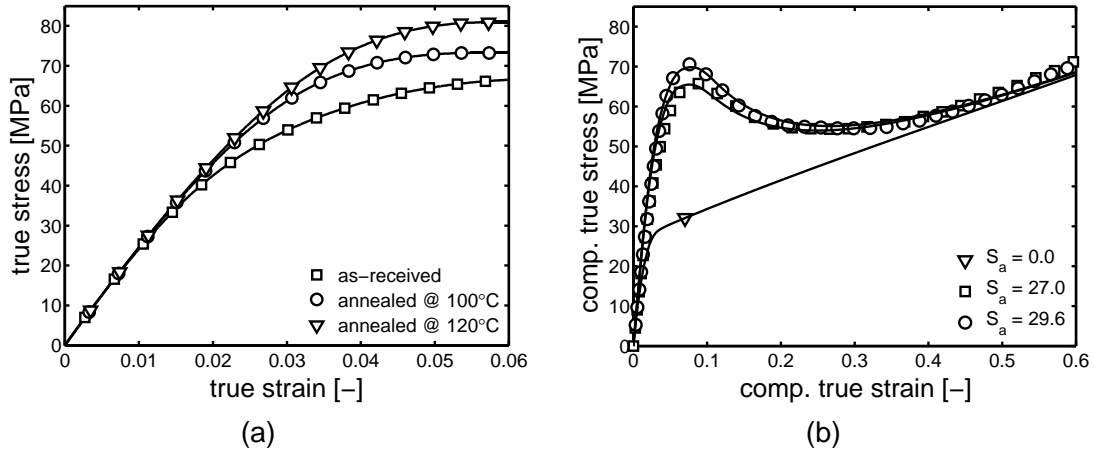 true stress [MPa]
80
70
60
50
40
30
20
10
0
0 0.01 0.02 0.03 0.04 0.05 0.06
true strain [−]
as−received
annealed @ 100°C
annealed @ 120°C
(a)
comp. true stress [MPa]
80
70
60
50
40
30
20
10
0
0 0.1 0.2 0.3 0.4 0.5 0.6
comp. true strain [−]
S_a = 0.0
S_a = 27.0
S_a = 29.6
(b)